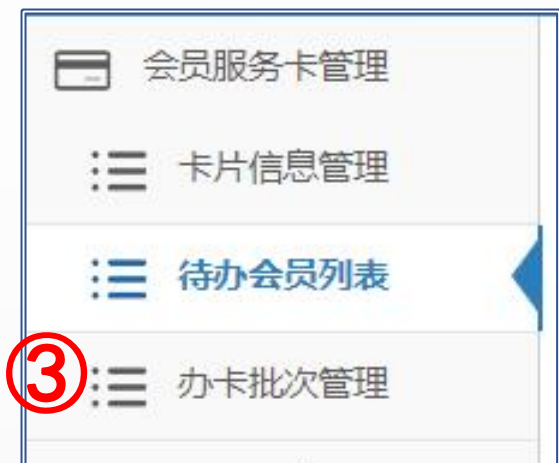 会员服务卡管理
卡片信息管理
待办会员列表
③ 办卡批次管理